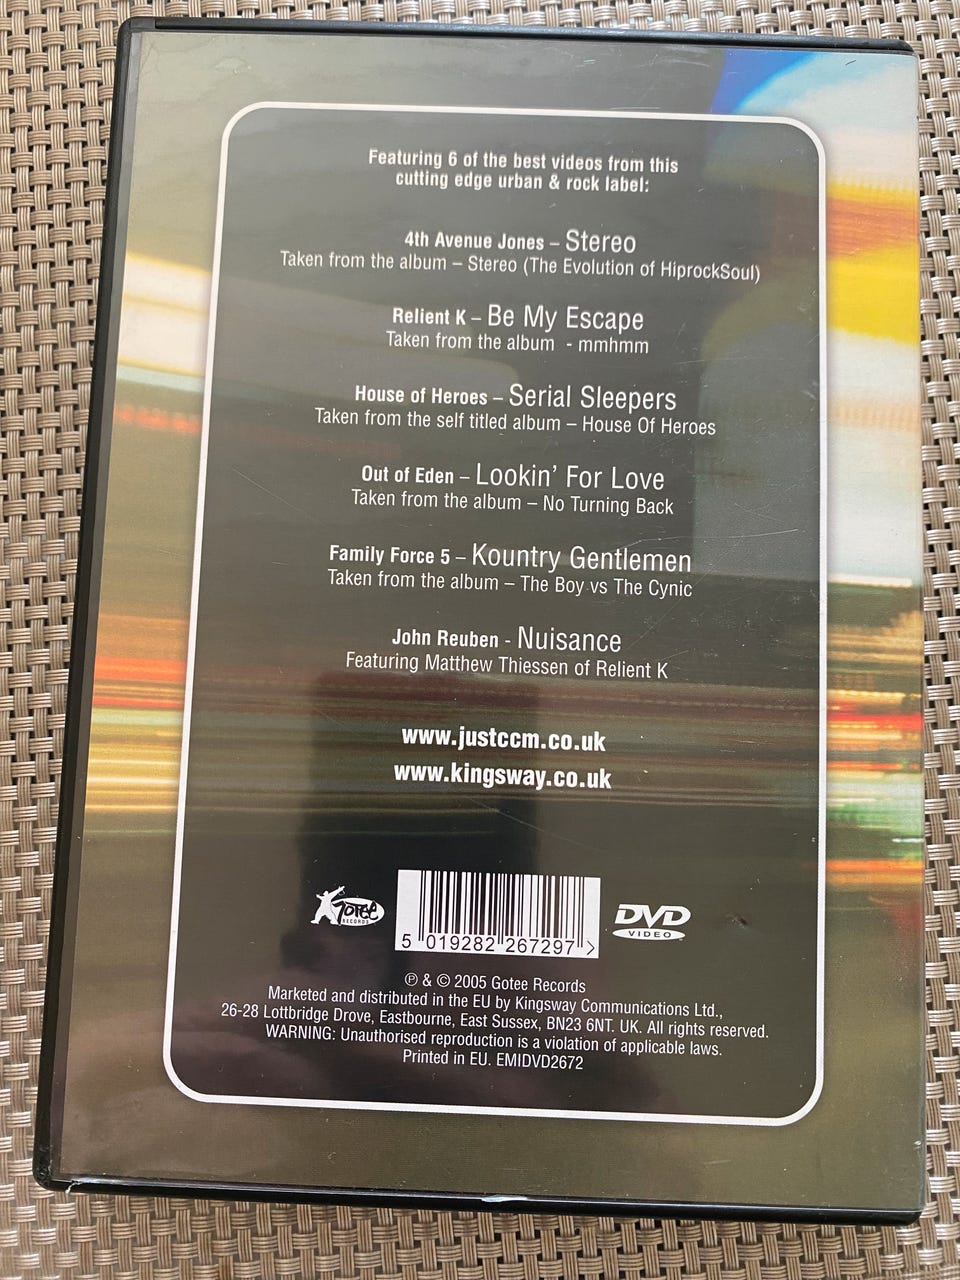 Featuring 6 of the best videos from this
cutting edge urban & rock label:
4th Avenue Jones – Stereo
Taken from the album – Stereo (The Evolution of HiprockSoul)
Relient K – Be My Escape
Taken from the album - mmhmm
House of Heroes – Serial Sleepers
Taken from the self titled album – House Of Heroes
Out of Eden – Lookin' For Love
Taken from the album – No Turning Back
Family Force 5 – Kountry Gentlemen
Taken from the album – The Boy vs The Cynic
John Reuben - Nuisance
Featuring Matthew Thiessen of Relient K
www.justccm.co.uk
www.kingsway.co.uk
Gotee
RECORDS
5 019282 267297 >
DVD
VIDEO
℗ & © 2005 Gotee Records
Marketed and distributed in the EU by Kingsway Communications Ltd.,
26-28 Lottbridge Drove, Eastbourne, East Sussex, BN23 6NT. UK. All rights reserved.
WARNING: Unauthorised reproduction is a violation of applicable laws.
Printed in EU. EMIDVD2672